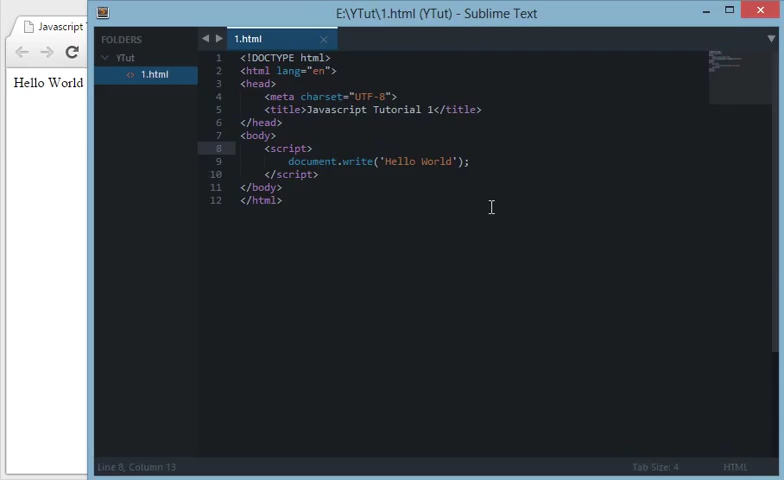 Javascript
Hello World
E:\YTut\1.html (YTut) - Sublime Text
FOLDERS
YTut
1.html
1.html
1 <!DOCTYPE html>
2 <html lang="en">
3 <head>
4 <meta charset="UTF-8">
5 <title>Javascript Tutorial 1</title>
6 </head>
7 <body>
8 <script>
9 document.write('Hello World');
10 </script>
11 </body>
12 </html>
Line 8, Column 13
Tab Size: 4
HTML